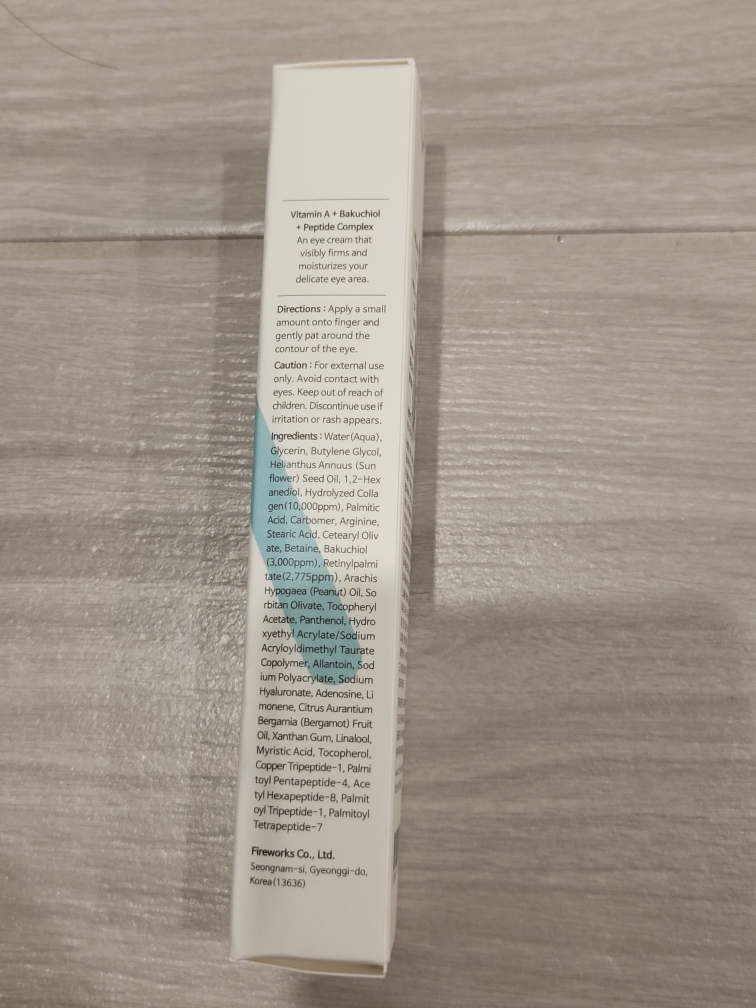 Vitamin A + Bakuchiol
+ Peptide Complex
An eye cream that
visibly firms and
moisturizes your
delicate eye area.
Directions : Apply a small
amount onto finger and
gently pat around the
contour of the eye.
Caution : For external use
only. Avoid contact with
eyes. Keep out of reach of
children. Discontinue use if
irritation or rash appears.
Ingredients : Water(Aqua),
Glycerin, Butylene Glycol,
Helianthus Annuus (Sun
flower) Seed Oil, 1,2-Hex
anediol, Hydrolyzed Colla
gen(10,000ppm), Palmitic
Acid, Carbomer, Arginine,
Stearic Acid, Cetearyl Oliv
ate, Betaine, Bakuchiol
(3,000ppm), Retinylpalmi
tate(2,775ppm), Arachis
Hypogaea (Peanut) Oil, So
rbitan Olivate, Tocopheryl
Acetate, Panthenol, Hydro
xyethyl Acrylate/Sodium
Acryloyldimethyl Taurate
Copolymer, Allantoin, Sod
ium Polyacrylate, Sodium
Hyaluronate, Adenosine, Li
monene, Citrus Aurantium
Bergamia (Bergamot) Fruit
Oil, Xanthan Gum, Linalool,
Myristic Acid, Tocopherol,
Copper Tripeptide-1, Palmi
toyl Pentapeptide-4, Ace
tyl Hexapeptide-8, Palmit
oyl Tripeptide-1, Palmitoyl
Tetrapeptide-7
Fireworks Co., Ltd.
Seongnam-si, Gyeonggi-do,
Korea(13636)